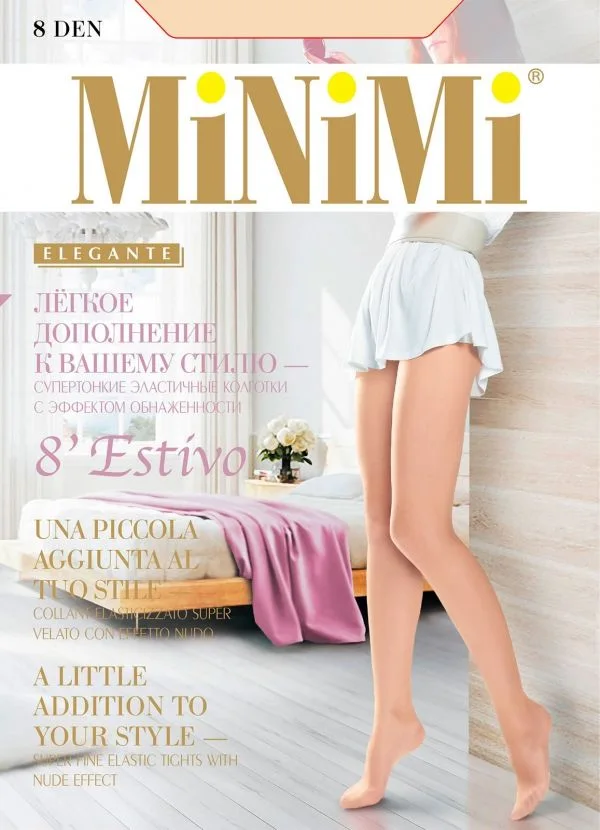 8 DEN
MiNiMi®
ELEGANTE
ЛЁГКОЕ
ДОПОЛНЕНИЕ
К ВАШЕМУ СТИЛЮ —
СУПЕРТОНКИЕ ЭЛАСТИЧНЫЕ КОЛГОТКИ
С ЭФФЕКТОМ ОБНАЖЕННОСТИ
8’ Estivo
UNA PICCOLA
AGGIUNTA AL
TUO STILE —
COLLANT ELASTICIZZATO SUPER
VELATO CON EFFETTO NUDO
A LITTLE
ADDITION TO
YOUR STYLE —
SUPER FINE ELASTIC TIGHTS WITH
NUDE EFFECT